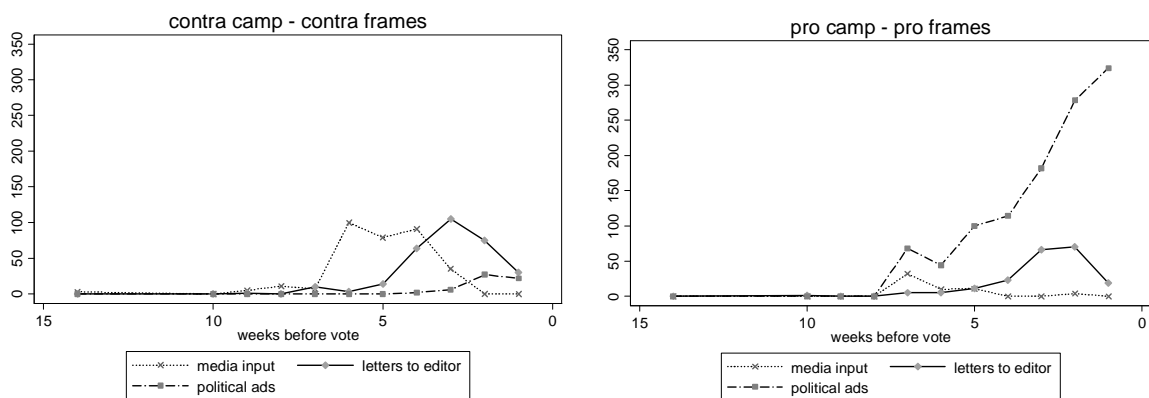 contra camp - contra frames
350
300
250
200
150
100
50
0
15 10 5 0
weeks before vote
media input letters to editor
political ads
pro camp - pro frames
350
300
250
200
150
100
50
0
15 10 5 0
weeks before vote
media input letters to editor
political ads